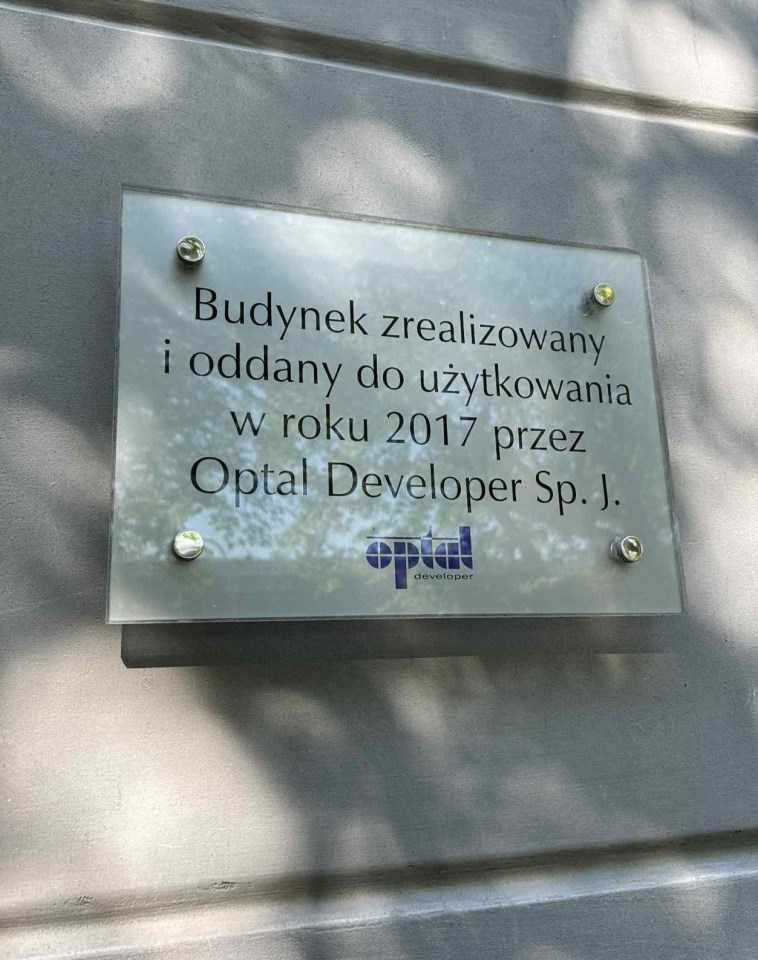 Budynek zrealizowany
i oddany do użytkowania
w roku 2017 przez
Optal Developer Sp. J.
optal
developer